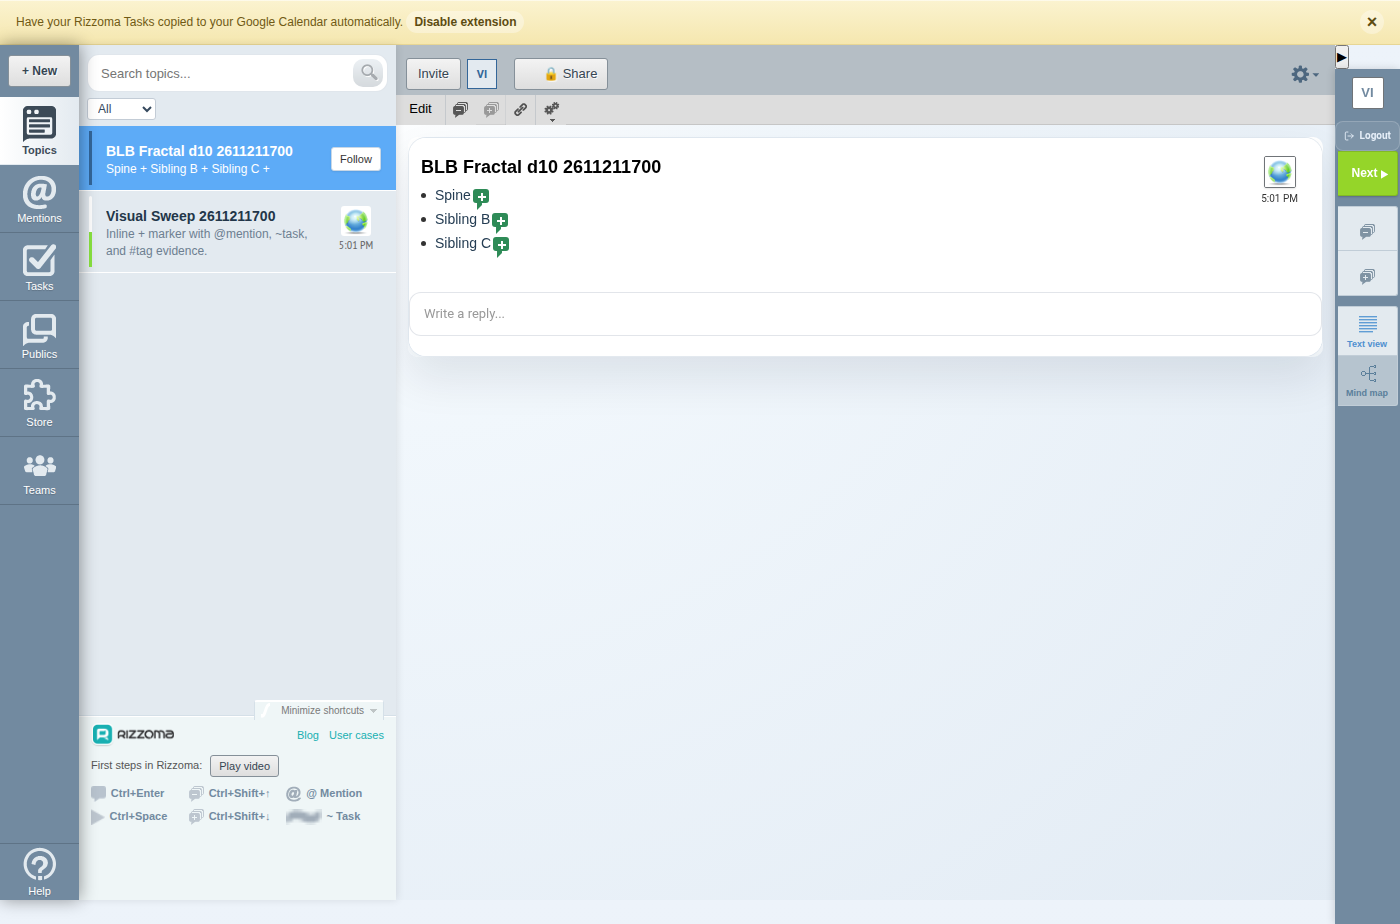 Have your Rizzoma Tasks copied to your Google Calendar automatically. Disable extension ×
+ New
Topics
Mentions
Tasks
Publics
Store
Teams
Help
Search topics...
All
BLB Fractal d10 2611211700
Spine + Sibling B + Sibling C +
Follow
Visual Sweep 2611211700
Inline + marker with @mention, ~task,
and #tag evidence.
5:01 PM
Minimize shortcuts
RIZZOMA
Blog User cases
First steps in Rizzoma: Play video
Ctrl+Enter Ctrl+Shift+↑ @ @ Mention
Ctrl+Space Ctrl+Shift+↓ ~ Task
Invite VI 🔒 Share
Edit
BLB Fractal d10 2611211700
• Spine +
• Sibling B +
• Sibling C +
5:01 PM
Write a reply...
▶
VI
Logout
Next ▶
Text view
Mind map